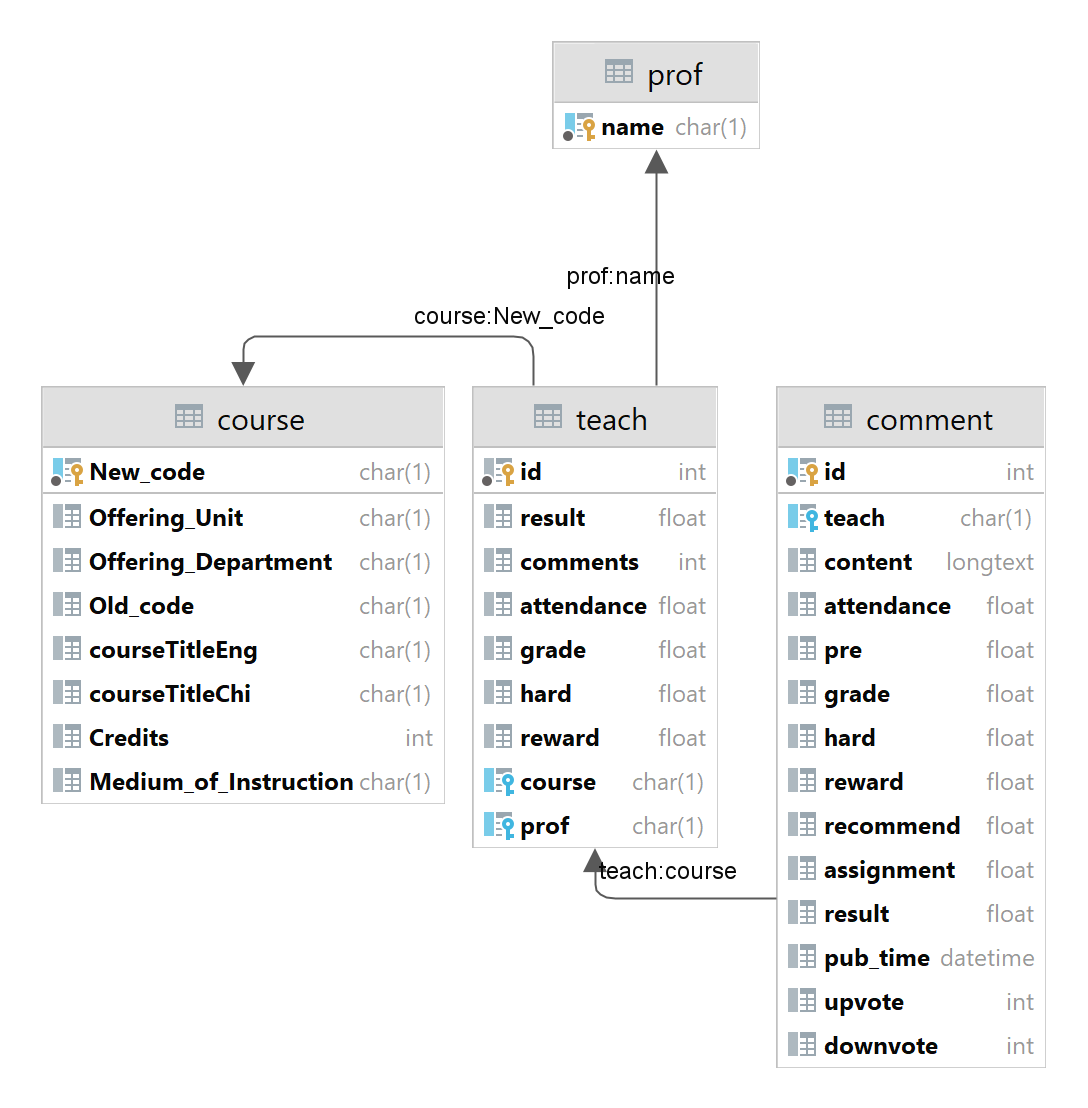 prof
name char(1)
prof:name
course:New_code
course
New_code char(1)
Offering_Unit char(1)
Offering_Department char(1)
Old_code char(1)
courseTitleEng char(1)
courseTitleChi char(1)
Credits int
Medium_of_Instruction char(1)
teach
id int
result float
comments int
attendance float
grade float
hard float
reward float
course char(1)
prof char(1)
teach:course
comment
id int
teach char(1)
content longtext
attendance float
pre float
grade float
hard float
reward float
recommend float
assignment float
result float
pub_time datetime
upvote int
downvote int